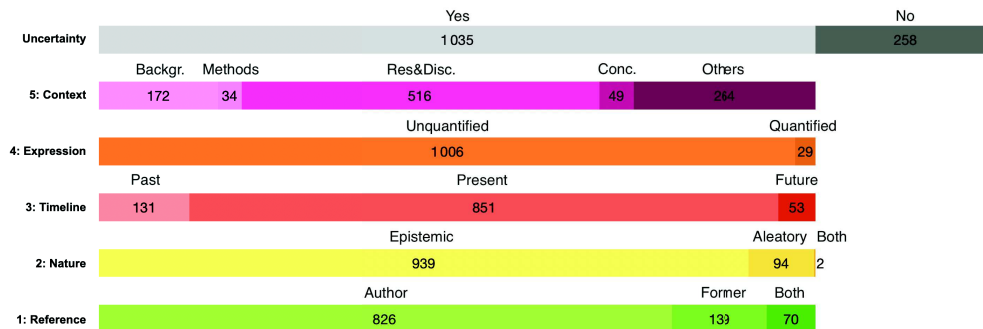 Yes No
Uncertainty 1035 258
Backgr. Methods Res&Disc. Conc. Others
5: Context 172 34 516 49 264
Unquantified Quantified
4: Expression 1006 29
Past Present Future
3: Timeline 131 851 53
Epistemic Aleatory Both
2: Nature 939 94 2
Author Former Both
1: Reference 826 139 70